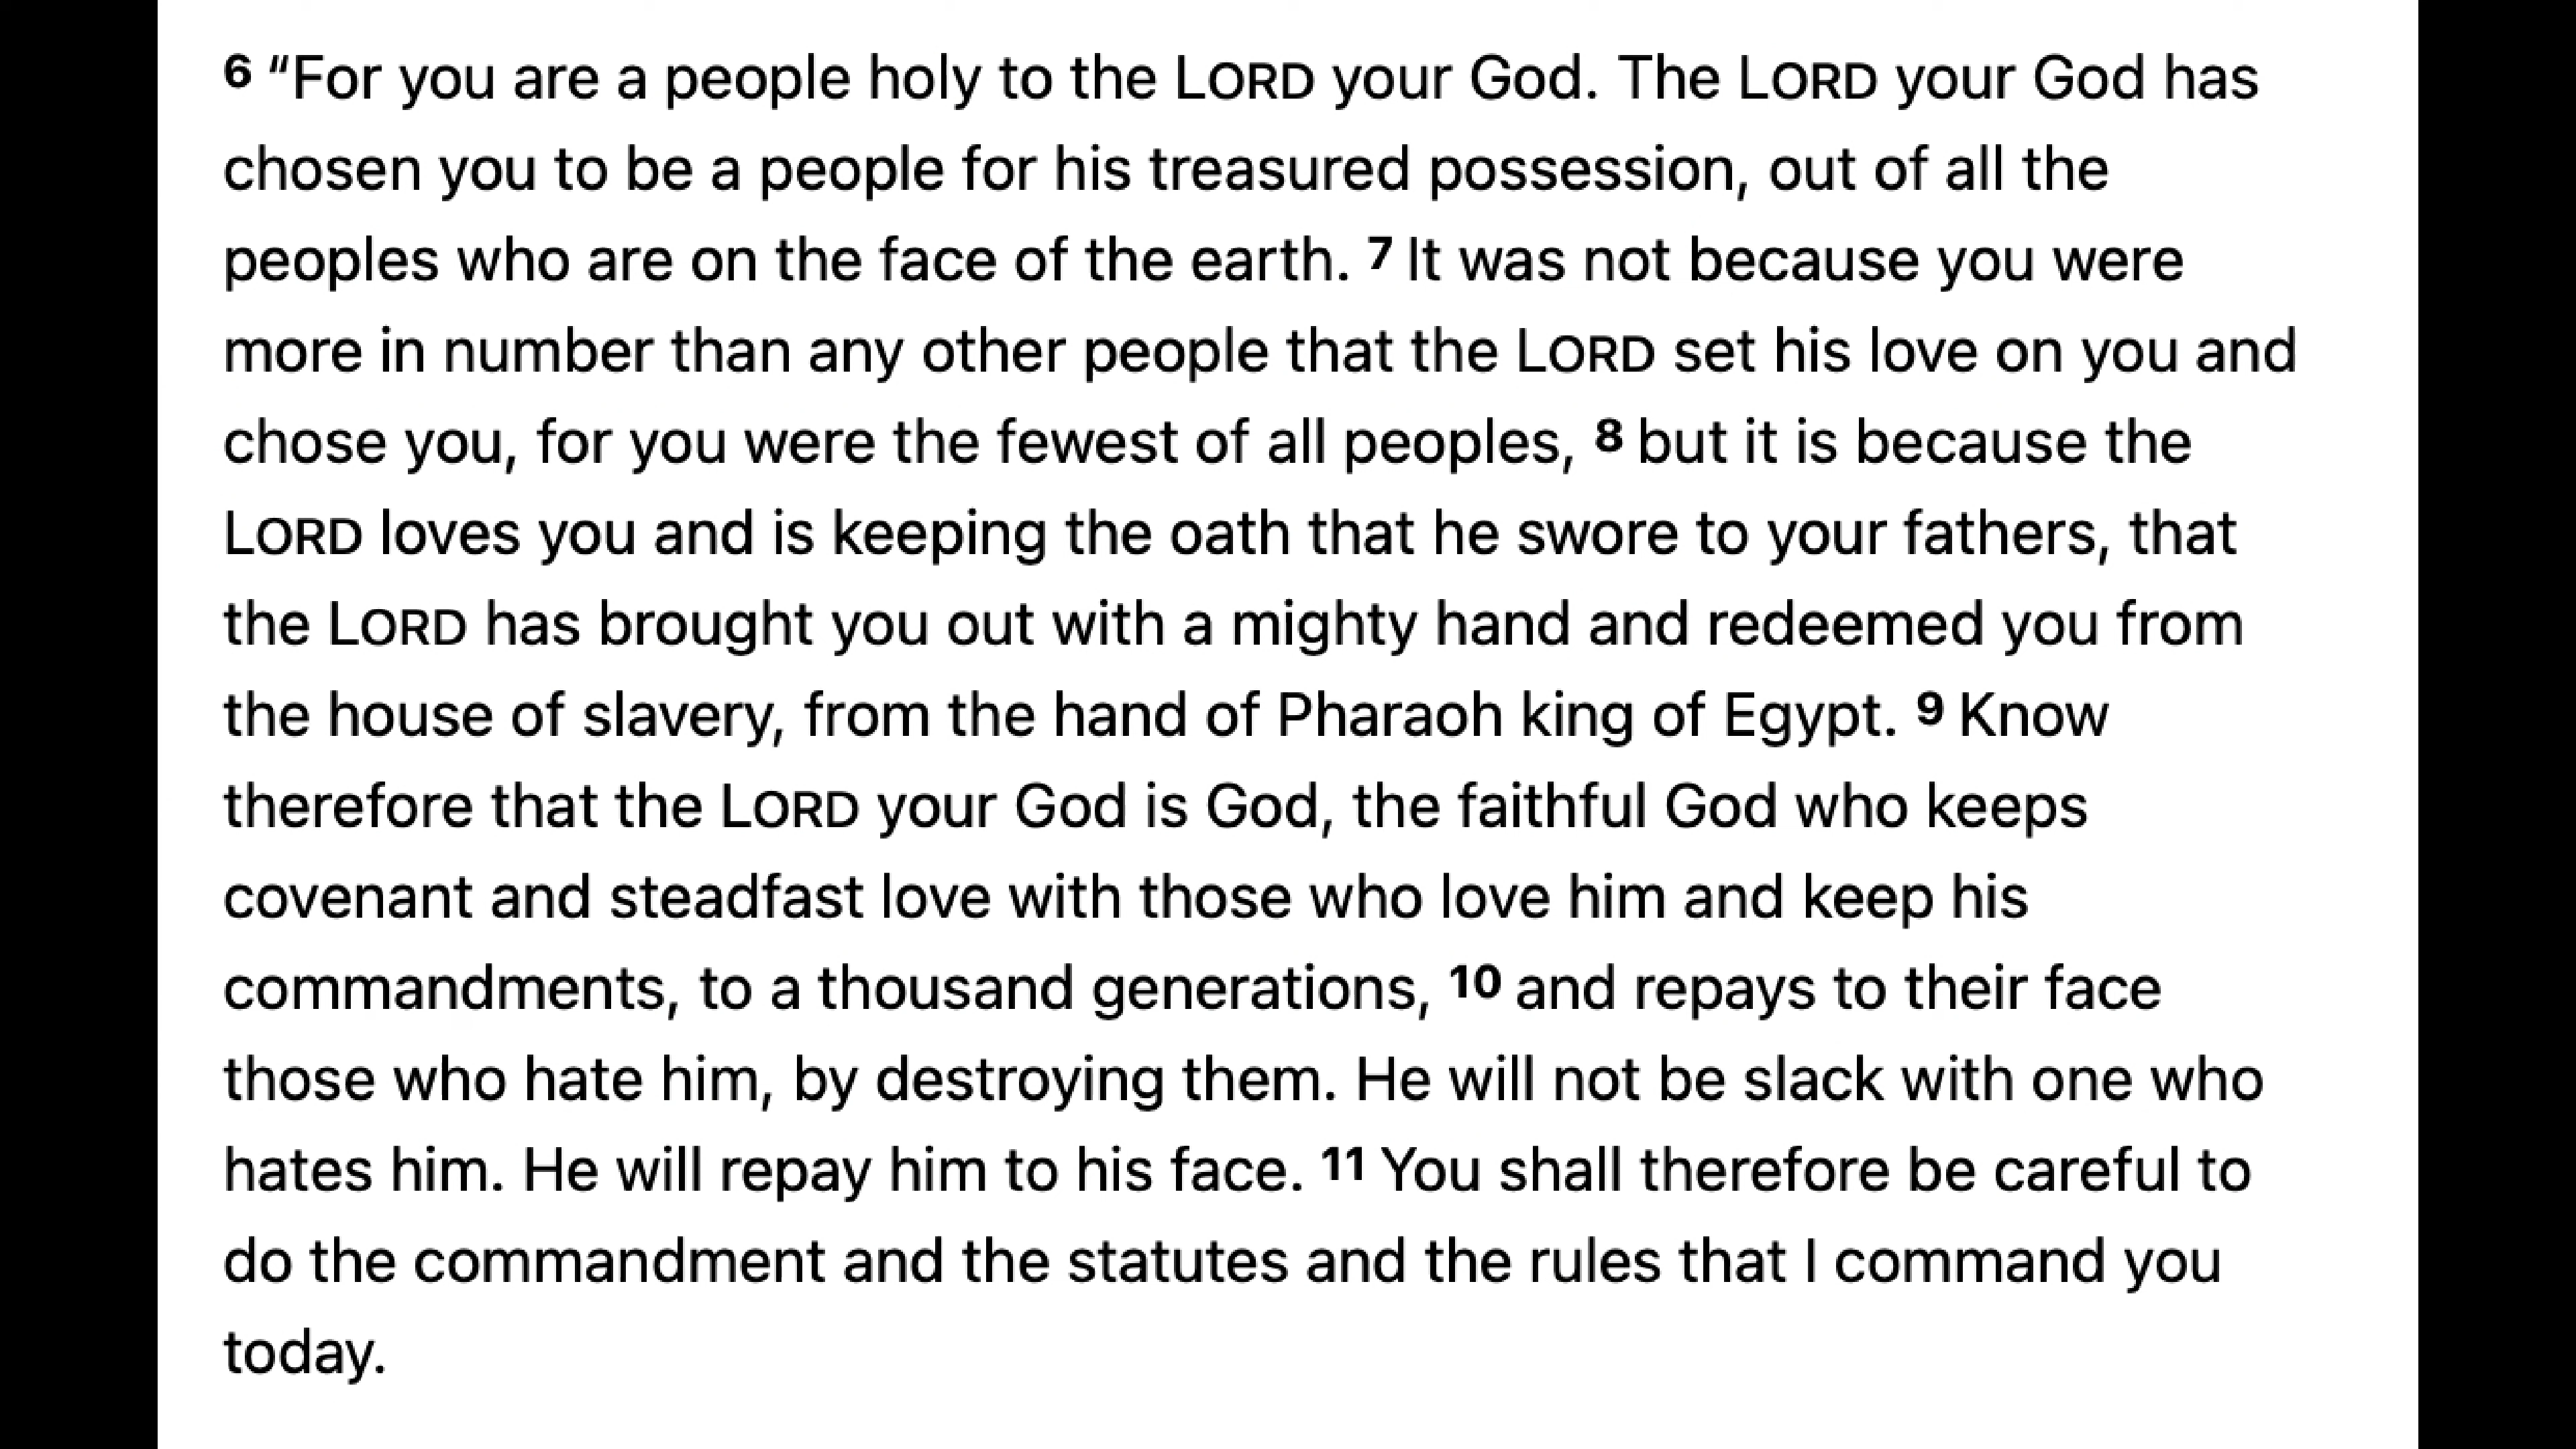 6 “For you are a people holy to the LORD your God. The LORD your God has
chosen you to be a people for his treasured possession, out of all the
peoples who are on the face of the earth. 7 It was not because you were
more in number than any other people that the LORD set his love on you and
chose you, for you were the fewest of all peoples, 8 but it is because the
LORD loves you and is keeping the oath that he swore to your fathers, that
the LORD has brought you out with a mighty hand and redeemed you from
the house of slavery, from the hand of Pharaoh king of Egypt. 9 Know
therefore that the LORD your God is God, the faithful God who keeps
covenant and steadfast love with those who love him and keep his
commandments, to a thousand generations, 10 and repays to their face
those who hate him, by destroying them. He will not be slack with one who
hates him. He will repay him to his face. 11 You shall therefore be careful to
do the commandment and the statutes and the rules that I command you
today.